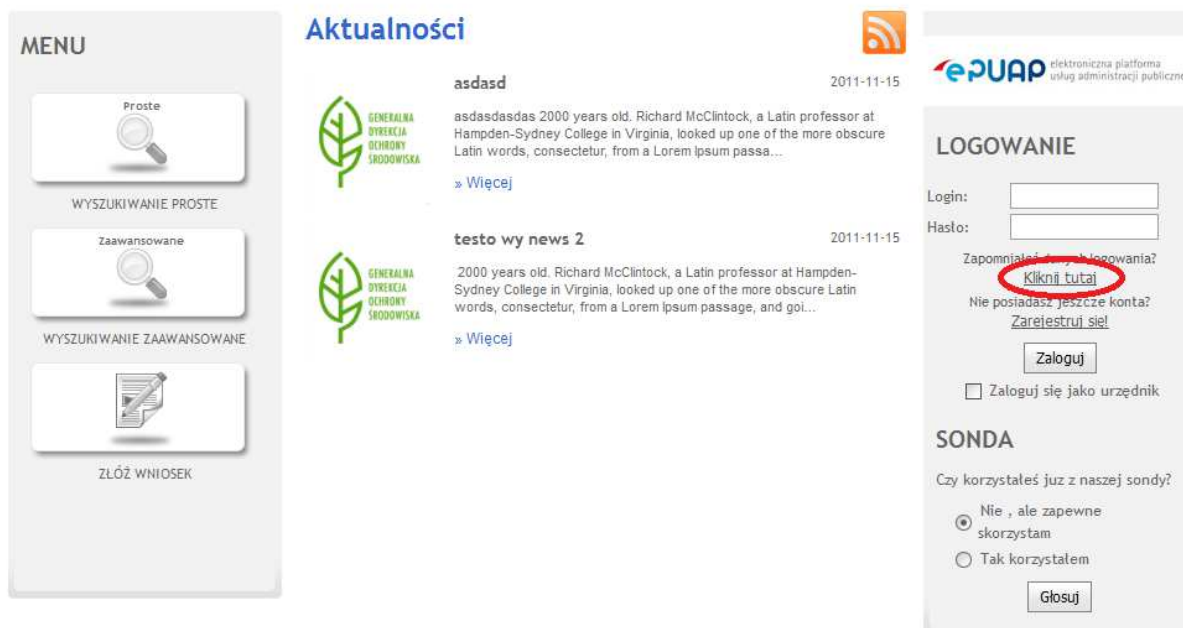 MENU
Proste
WYSZUKIWANIE PROSTE
Zaawansowane
WYSZUKIWANIE ZAAWANSOWANE
ZŁÓŻ WNIOSEK
Aktualności
asdasd
2011-11-15
GENERALNA
DYREKCJA
OCHRONY
ŚRODOWISKA
asdasdasdas 2000 years old. Richard McClintock, a Latin professor at
Hampden-Sydney College in Virginia, looked up one of the more obscure
Latin words, consectetur, from a Lorem Ipsum passa...
» Więcej
testo wy news 2
2011-11-15
GENERALNA
DYREKCJA
OCHRONY
ŚRODOWISKA
2000 years old. Richard McClintock, a Latin professor at Hampden-
Sydney College in Virginia, looked up one of the more obscure Latin
words, consectetur, from a Lorem Ipsum passage, and goi...
» Więcej
ePUAP
elektroniczna platforma
usług administracji publiczne
LOGOWANIE
Login:
Hasło:
Zapomniałeś danych logowania?
Kliknij tutaj
Nie posiadasz jeszcze konta?
Zarejestruj się!
Zaloguj
Zaloguj się jako urzędnik
SONDA
Czy korzystałeś juz z naszej sondy?
Nie , ale zapewne
skorzystam
Tak korzystałem
Głosuj